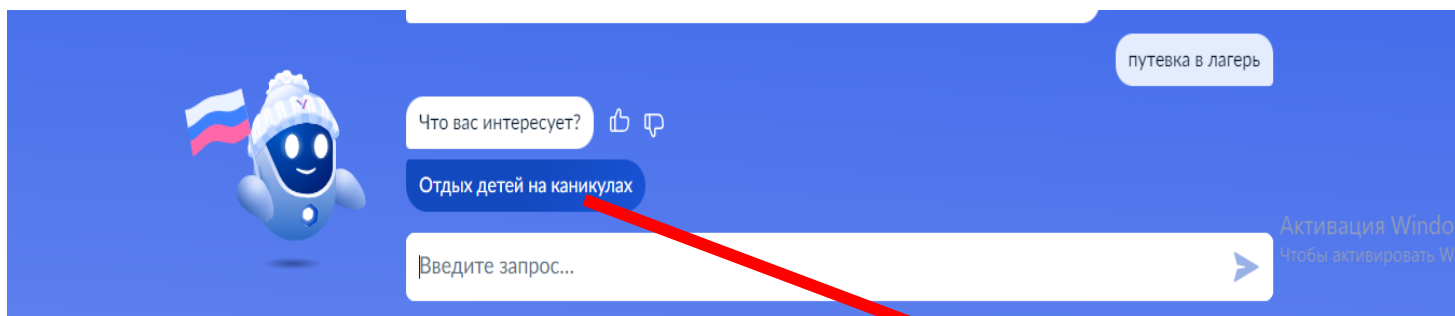 путевка в лагерь
Что вас интересует?
Отдых детей на каникулах
Введите запрос...
Активация Windo
Чтобы активировать W